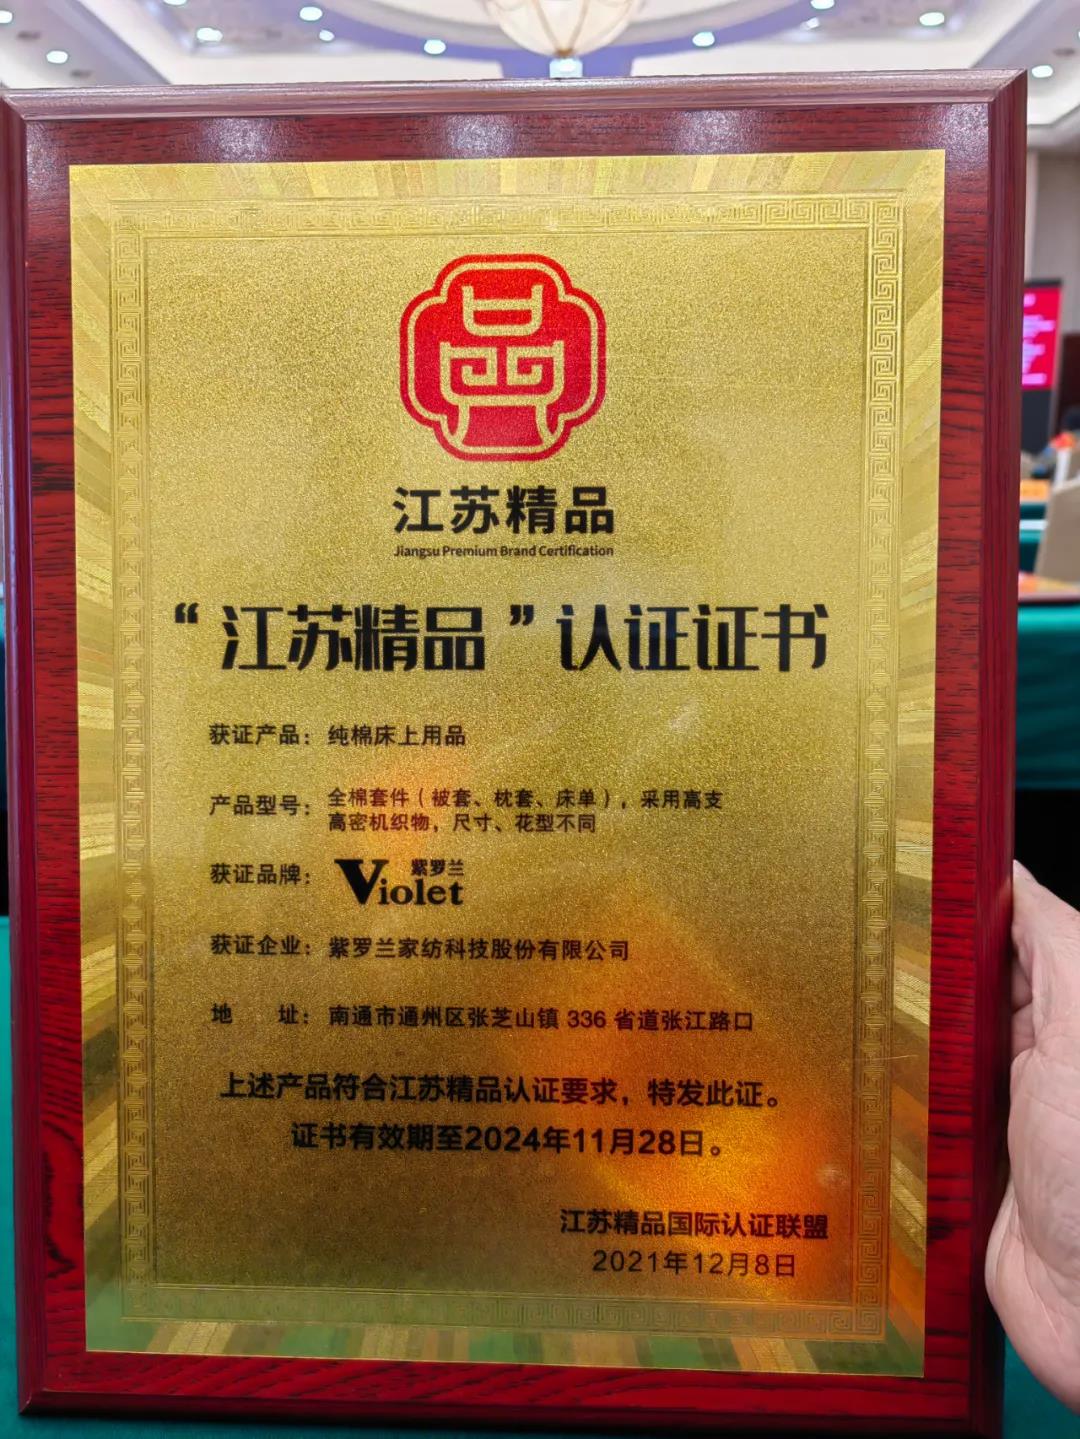 江苏精品
Jiangsu Premium Brand Certification
“江苏精品”认证证书
获证产品：纯棉床上用品
产品型号：全棉套件（被套、枕套、床单），采用高支
高密机织物，尺寸、花型不同
获证品牌：Violet 紫罗兰
获证企业：紫罗兰家纺科技股份有限公司
地 址：南通市通州区张芝山镇 336 省道张江路口
上述产品符合江苏精品认证要求，特发此证。
证书有效期至2024年11月28日。
江苏精品国际认证联盟
2021年12月8日